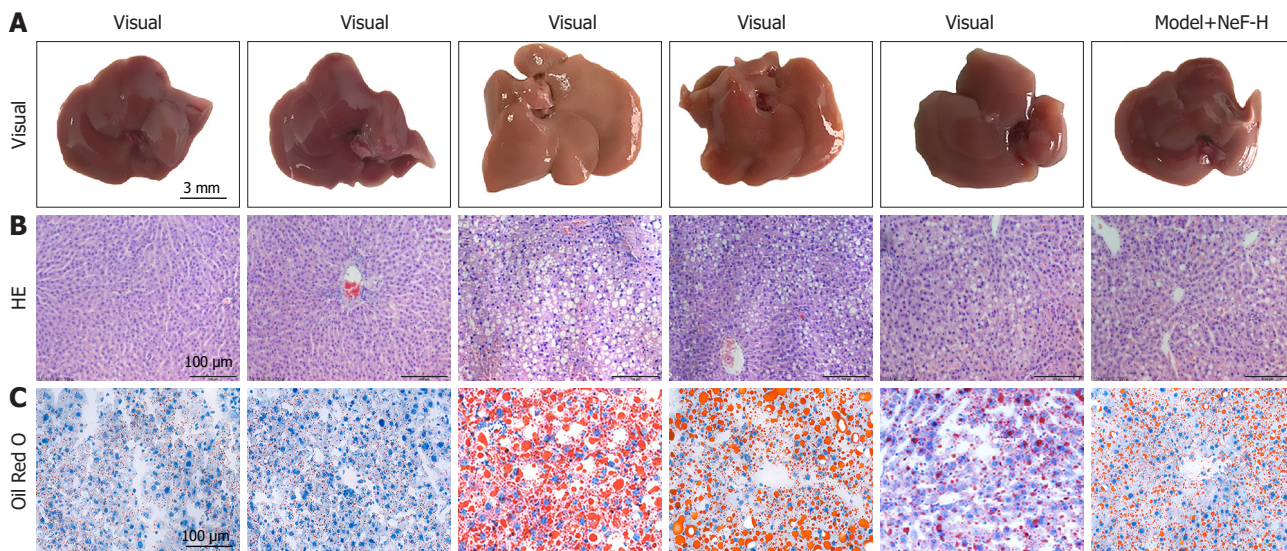 A
Visual Visual Visual Visual Visual Model+NeF-H
Visual
3 mm
B
HE
100 μm
C
Oil Red O
100 μm